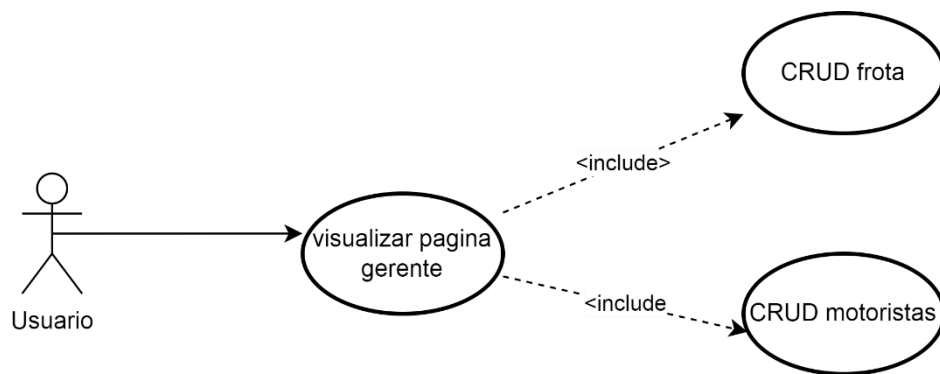 CRUD frota
<include>
visualizar pagina
gerente
<include
CRUD motoristas
Usuario